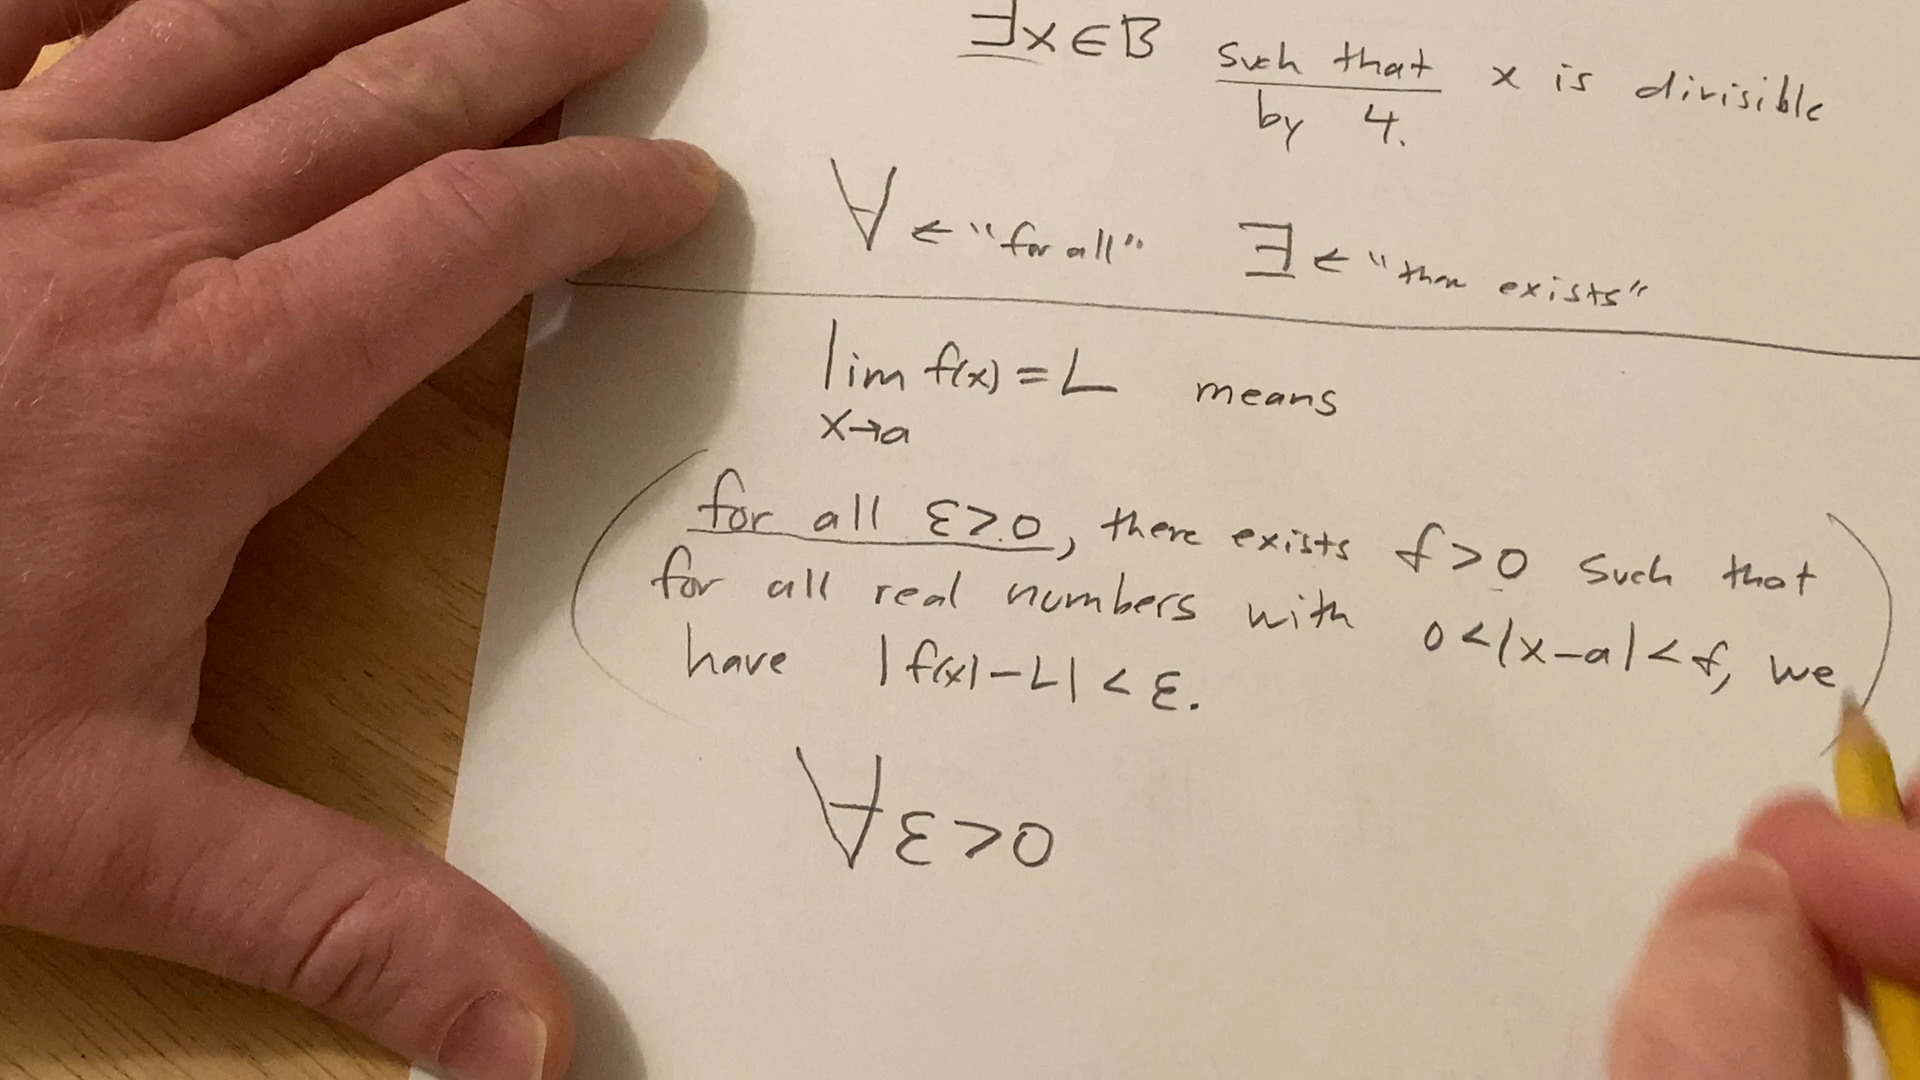 ∃x∈B such that x is divisible
by 4.
∀ ← "for all" ∃ ← "there exists"
lim f(x) = L means
x→a
for all ε>0, there exists δ>0 such that
for all real numbers with 0<|x-a|<δ, we
have |f(x)-L| < ε.
∀ε>0